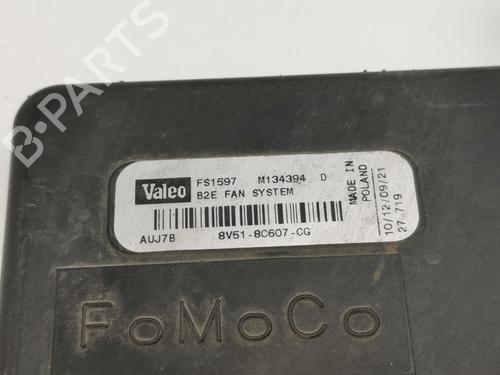 Valeo
FS1597 M134394 D
B2E FAN SYSTEM
AUJ7B
8V51-8C607-CG
MADE IN
POLAND
10/12/09/21
27.719
FoMoCo
B-PARTS